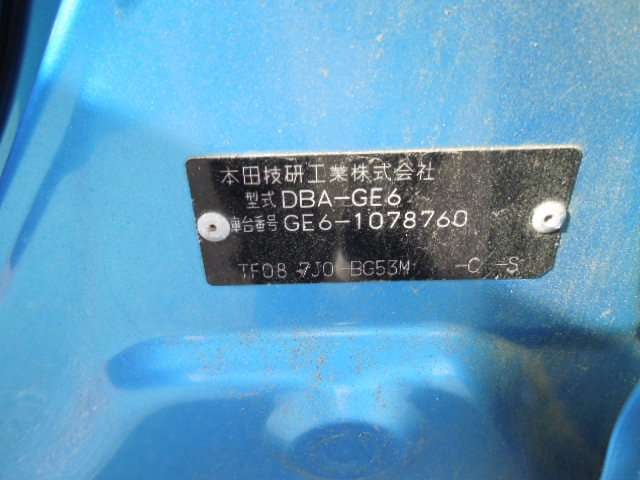 本田技研工業株式会社
型式 DBA-GE6
車台番号 GE6-1078760
TF08 7J0 BG53M -C -S